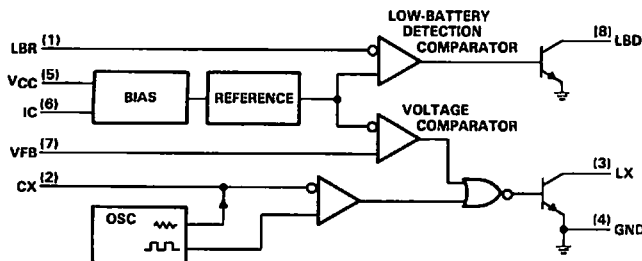 LOW-BATTERY
DETECTION
COMPARATOR
LBR (1)
(8) LBD
VCC (5)
IC (6)
BIAS
REFERENCE
VOLTAGE
COMPARATOR
VFB (7)
CX (2)
(3) LX
OSC
(4) GND